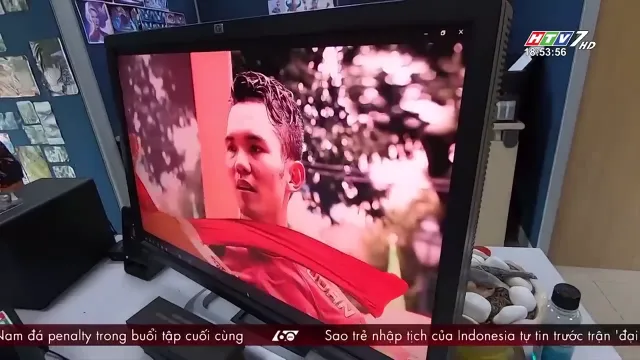 HTV7 HD
18:53:56
Nam đá penalty trong buổi tập cuối cùng
60
Sao trẻ nhập tịch của Indonesia tự tin trước trận 'đại